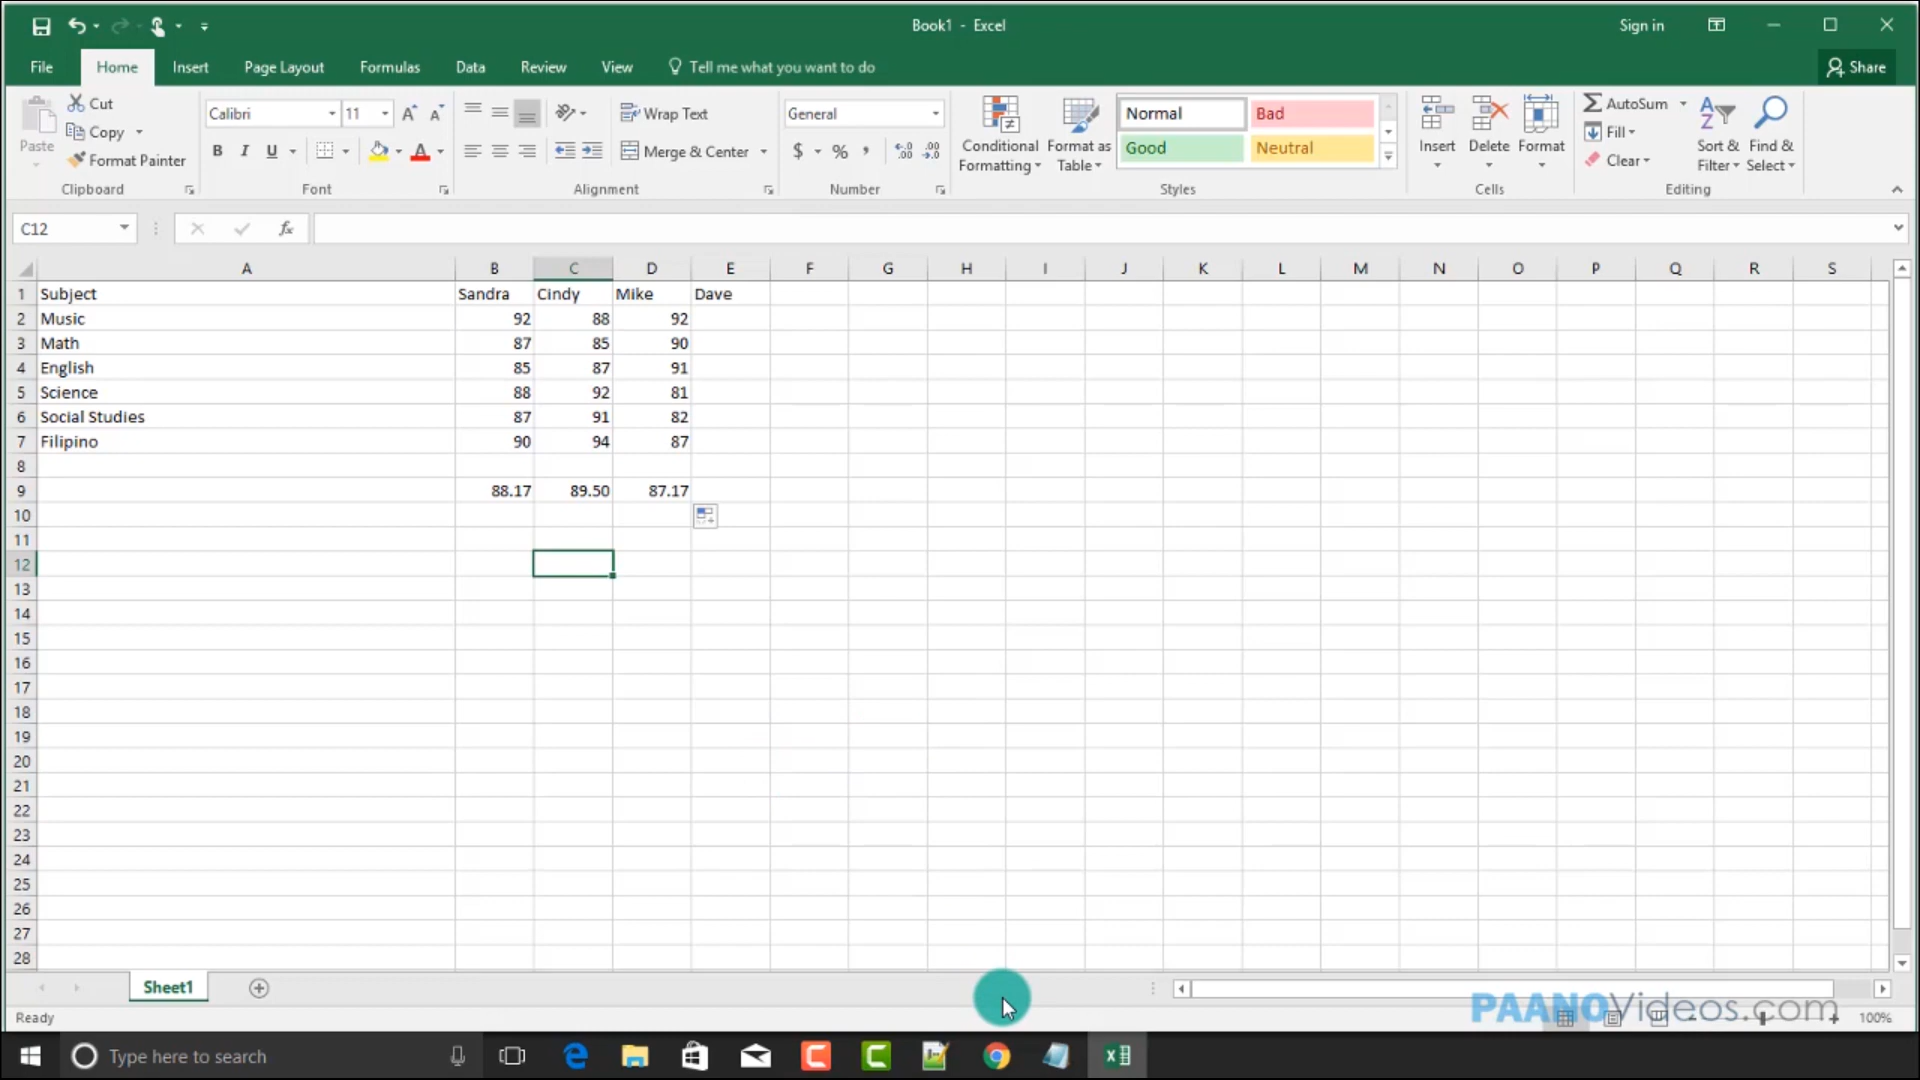 Book1 - Excel
Sign in
File Home Insert Page Layout Formulas Data Review View Tell me what you want to do Share
Paste
Cut
Copy
Format Painter
Clipboard
Calibri 11
B I U
Font
Wrap Text
Merge & Center
Alignment
General
$ % ,
Number
Conditional Formatting
Format as Table
Normal Bad
Good Neutral
Styles
Insert Delete Format
Cells
AutoSum
Fill
Clear
Sort & Filter
Find & Select
Editing
C12 fx
A B C D E F G H I J K L M N O P Q R S
1 Subject Sandra Cindy Mike Dave
2 Music 92 88 92
3 Math 87 85 90
4 English 85 87 91
5 Science 88 92 81
6 Social Studies 87 91 82
7 Filipino 90 94 87
8
9 88.17 89.50 87.17
10
11
12
13
14
15
16
17
18
19
20
21
22
23
24
25
26
27
28
Sheet1
Ready
PAANOVideos.com
100%
Type here to search